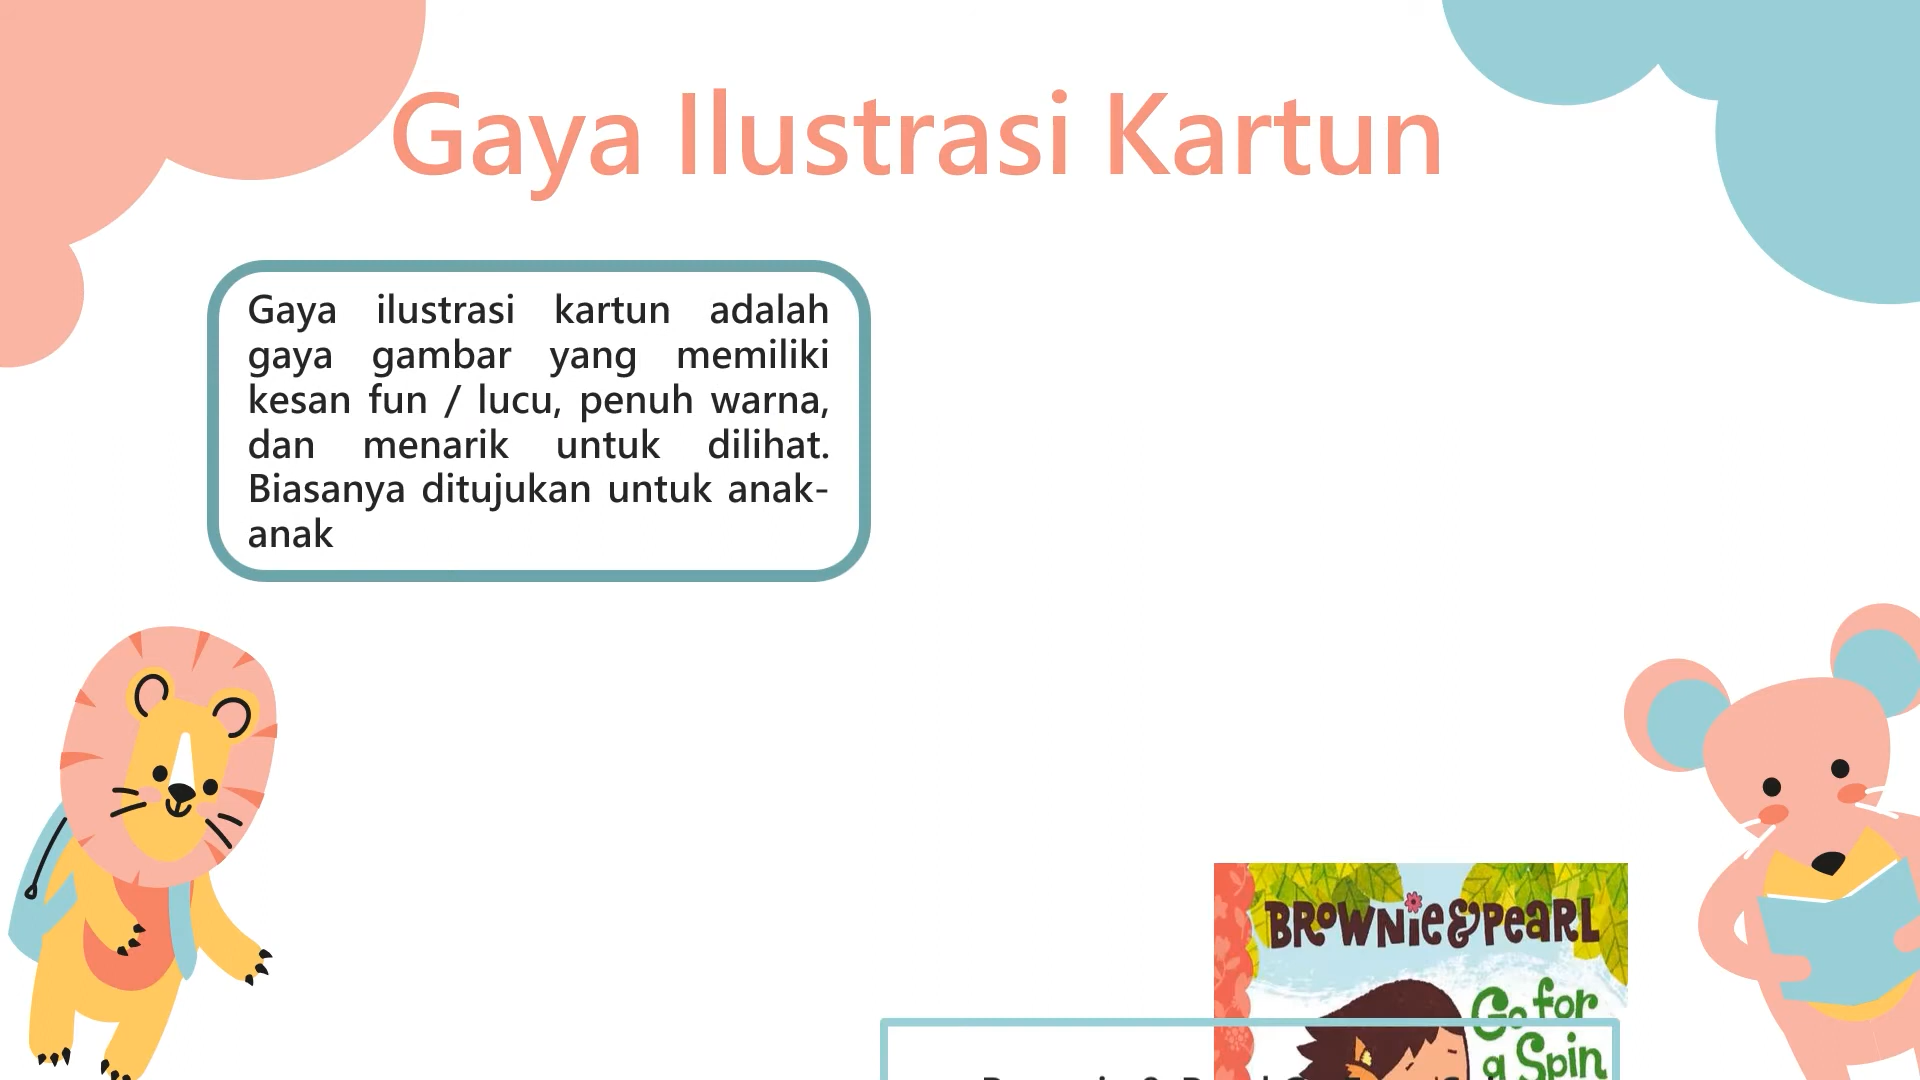 Gaya Ilustrasi Kartun
Gaya ilustrasi kartun adalah
gaya gambar yang memiliki
kesan fun / lucu, penuh warna,
dan menarik untuk dilihat.
Biasanya ditujukan untuk anak-
anak
BROWNiE & PeaRL
Go for
a Spin